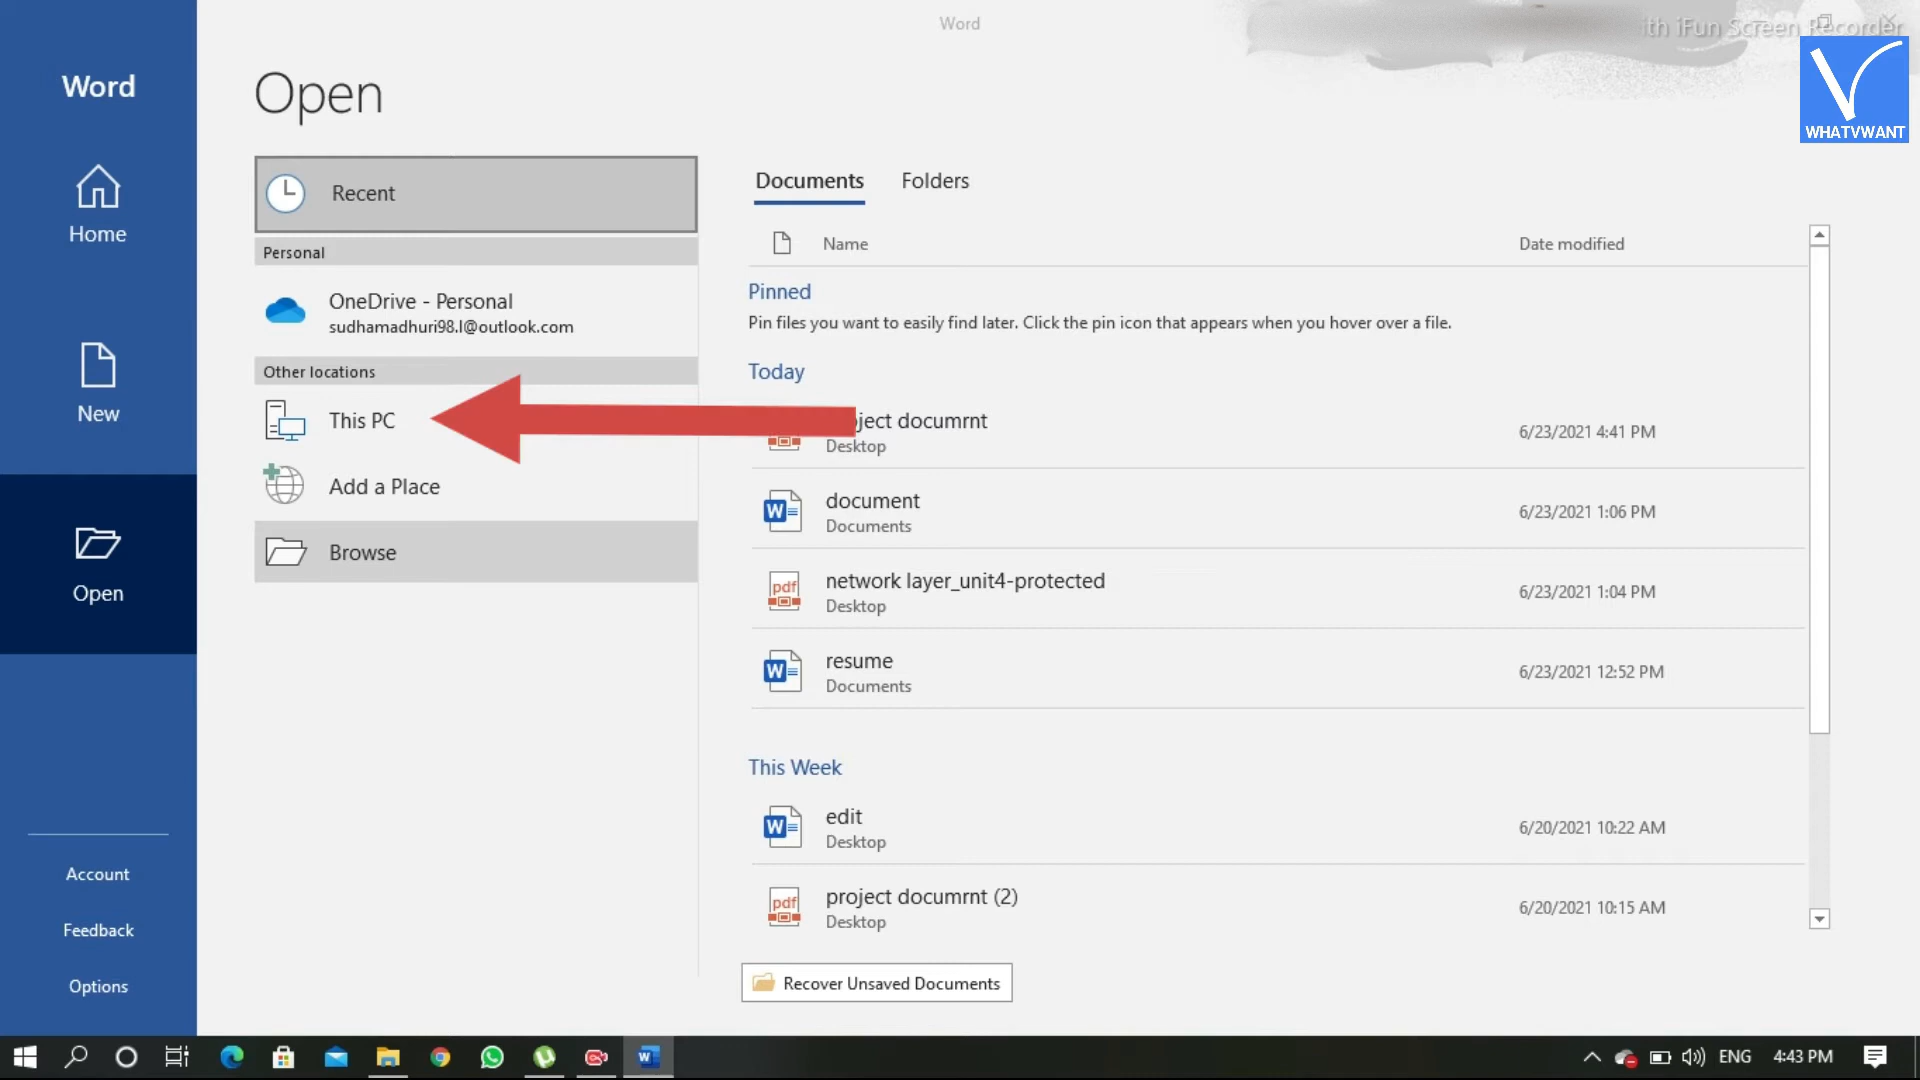 Word
ith iFun Screen Recorder
WHATVWANT
Word
Home
New
Open
Account
Feedback
Options
Open
Recent
Personal
OneDrive - Personal
sudhamadhuri98.l@outlook.com
Other locations
This PC
Add a Place
Browse
Documents Folders
Name Date modified
Pinned
Pin files you want to easily find later. Click the pin icon that appears when you hover over a file.
Today
ject documrnt
Desktop
6/23/2021 4:41 PM
W
document
Documents
6/23/2021 1:06 PM
pdf
network layer_unit4-protected
Desktop
6/23/2021 1:04 PM
W
resume
Documents
6/23/2021 12:52 PM
This Week
W
edit
Desktop
6/20/2021 10:22 AM
pdf
project documrnt (2)
Desktop
6/20/2021 10:15 AM
Recover Unsaved Documents
W
ENG 4:43 PM